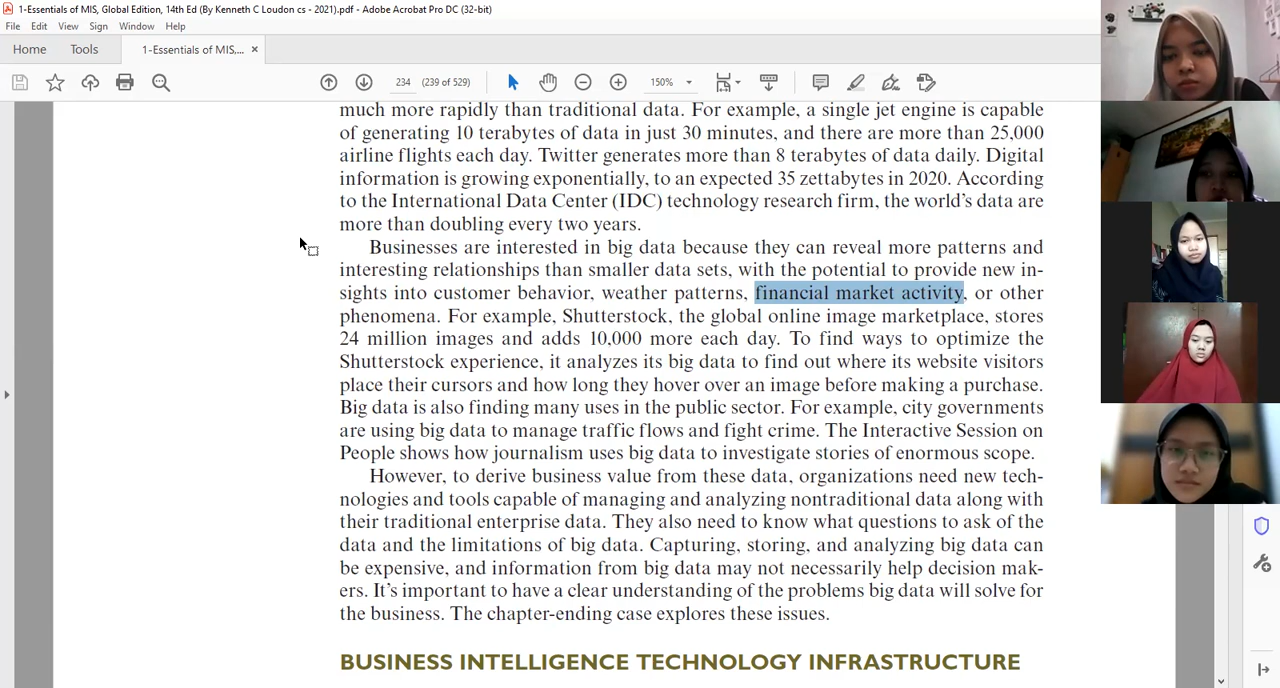 1-Essentials of MIS, Global Edition, 14th Ed (By Kenneth C Loudon cs - 2021).pdf - Adobe Acrobat Pro DC (32-bit)
File Edit View Sign Window Help
Home Tools 1-Essentials of MIS,... ×
234 (239 of 529) 150%
much more rapidly than traditional data. For example, a single jet engine is capable
of generating 10 terabytes of data in just 30 minutes, and there are more than 25,000
airline flights each day. Twitter generates more than 8 terabytes of data daily. Digital
information is growing exponentially, to an expected 35 zettabytes in 2020. According
to the International Data Center (IDC) technology research firm, the world's data are
more than doubling every two years.
Businesses are interested in big data because they can reveal more patterns and
interesting relationships than smaller data sets, with the potential to provide new in-
sights into customer behavior, weather patterns, financial market activity, or other
phenomena. For example, Shutterstock, the global online image marketplace, stores
24 million images and adds 10,000 more each day. To find ways to optimize the
Shutterstock experience, it analyzes its big data to find out where its website visitors
place their cursors and how long they hover over an image before making a purchase.
Big data is also finding many uses in the public sector. For example, city governments
are using big data to manage traffic flows and fight crime. The Interactive Session on
People shows how journalism uses big data to investigate stories of enormous scope.
However, to derive business value from these data, organizations need new tech-
nologies and tools capable of managing and analyzing nontraditional data along with
their traditional enterprise data. They also need to know what questions to ask of the
data and the limitations of big data. Capturing, storing, and analyzing big data can
be expensive, and information from big data may not necessarily help decision mak-
ers. It's important to have a clear understanding of the problems big data will solve for
the business. The chapter-ending case explores these issues.
BUSINESS INTELLIGENCE TECHNOLOGY INFRASTRUCTURE